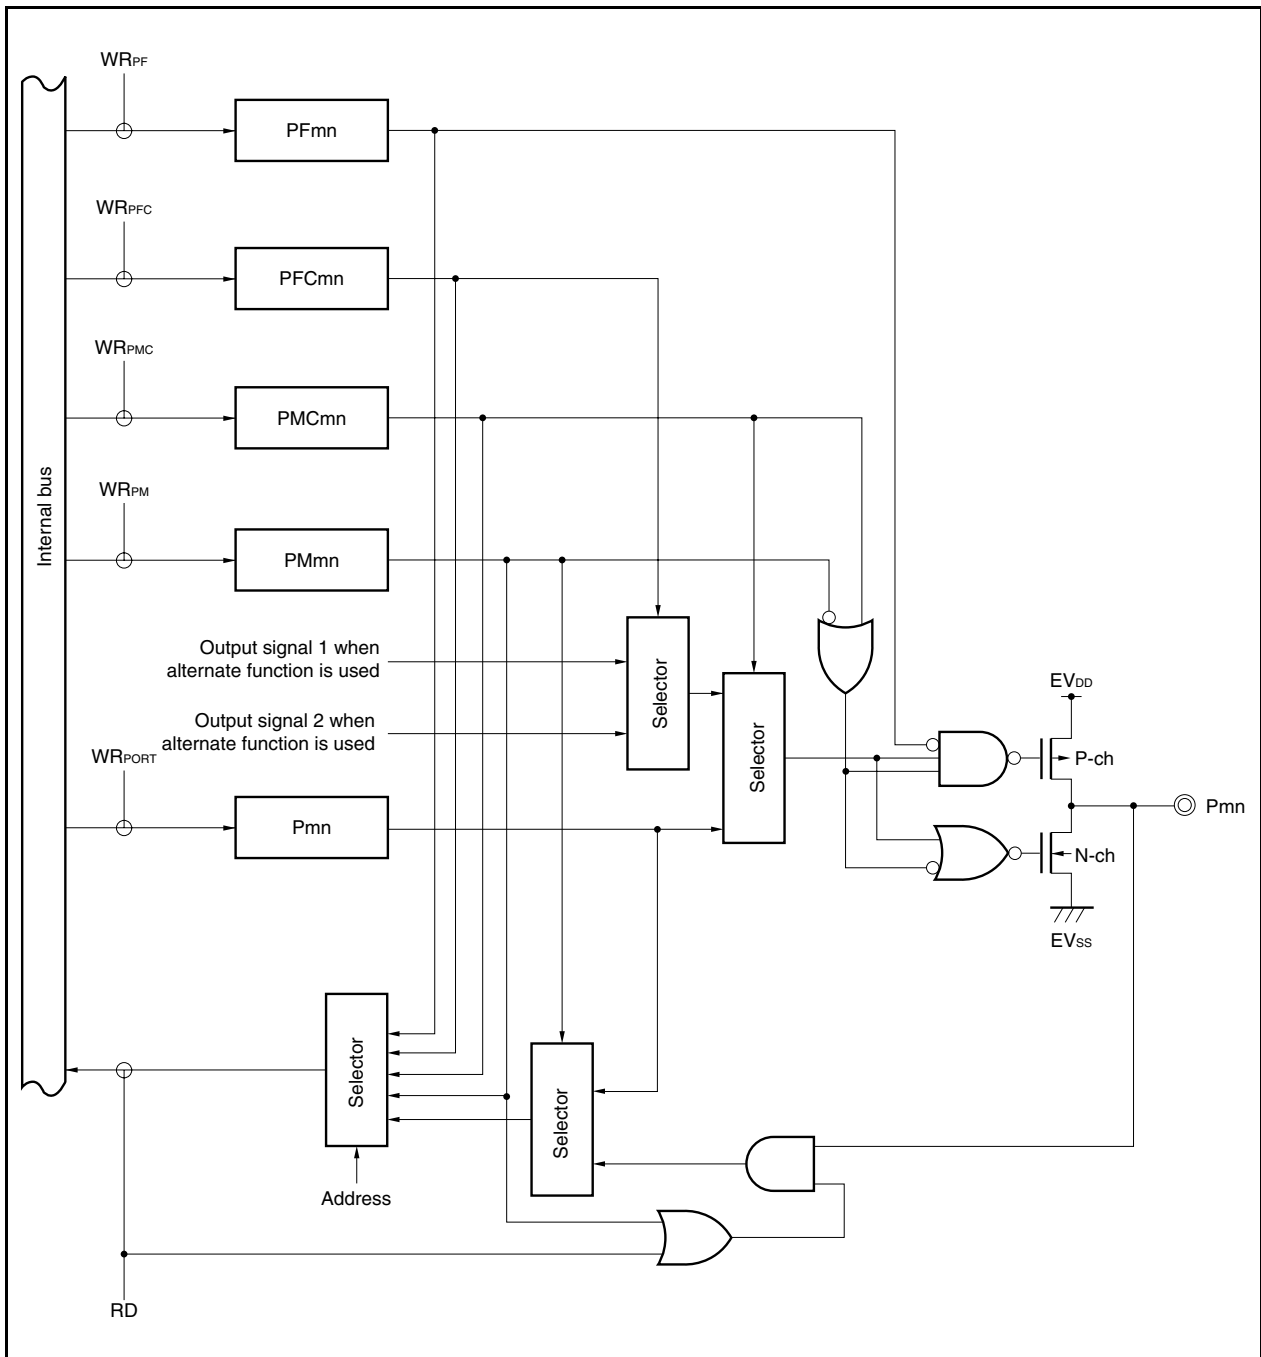 WRPF
PFmn
WRPFC
PFCmn
WRPMC
PMCmn
WRPM
PMmn
Internal bus
Output signal 1 when
alternate function is used
Output signal 2 when
alternate function is used
Selector
Selector
WRPORT
Pmn
EVDD
P-ch
Pmn
N-ch
EVSS
Selector
Selector
Address
RD